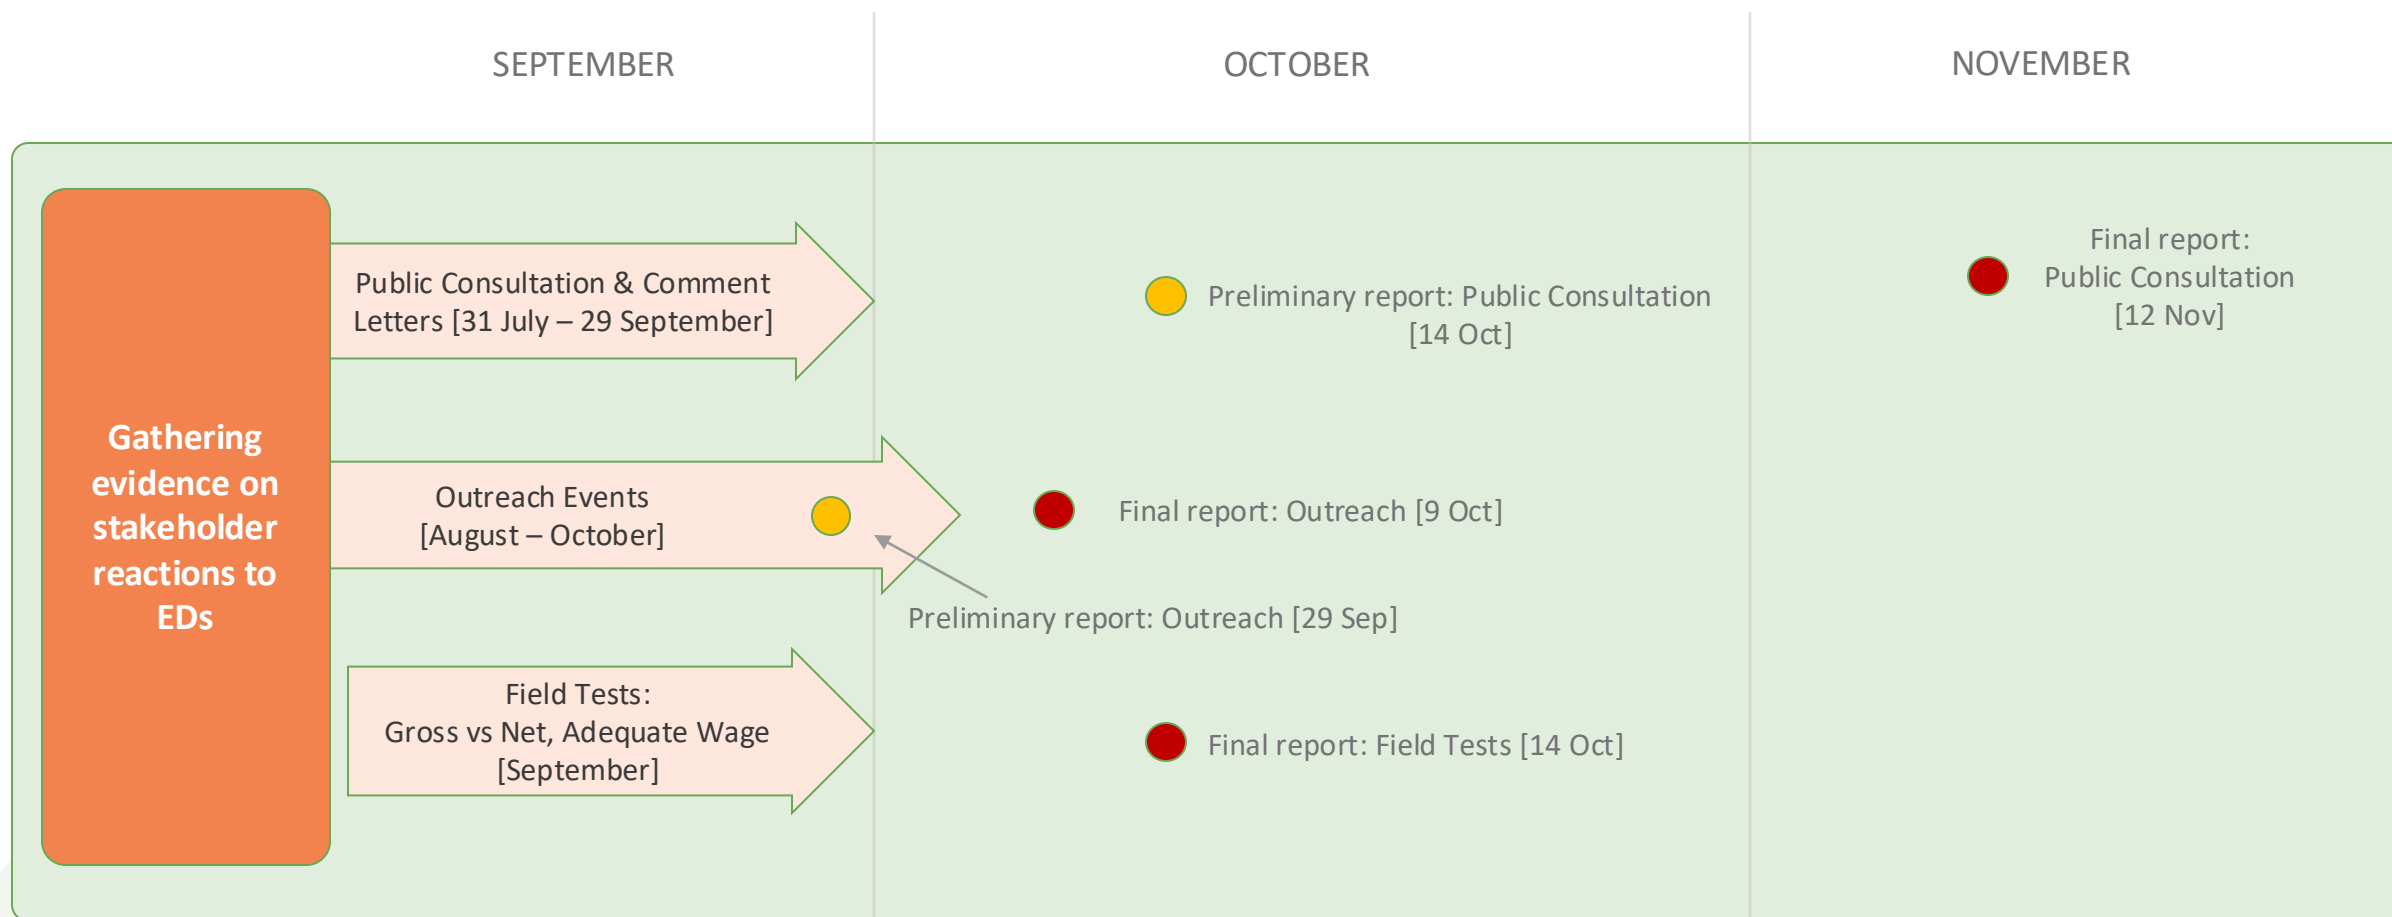 SEPTEMBER
OCTOBER
NOVEMBER
Gathering
evidence on
stakeholder
reactions to
EDs
Public Consultation & Comment
Letters [31 July – 29 September]
Preliminary report: Public Consultation
[14 Oct]
Final report:
Public Consultation
[12 Nov]
Outreach Events
[August – October]
Final report: Outreach [9 Oct]
Preliminary report: Outreach [29 Sep]
Field Tests:
Gross vs Net, Adequate Wage
[September]
Final report: Field Tests [14 Oct]